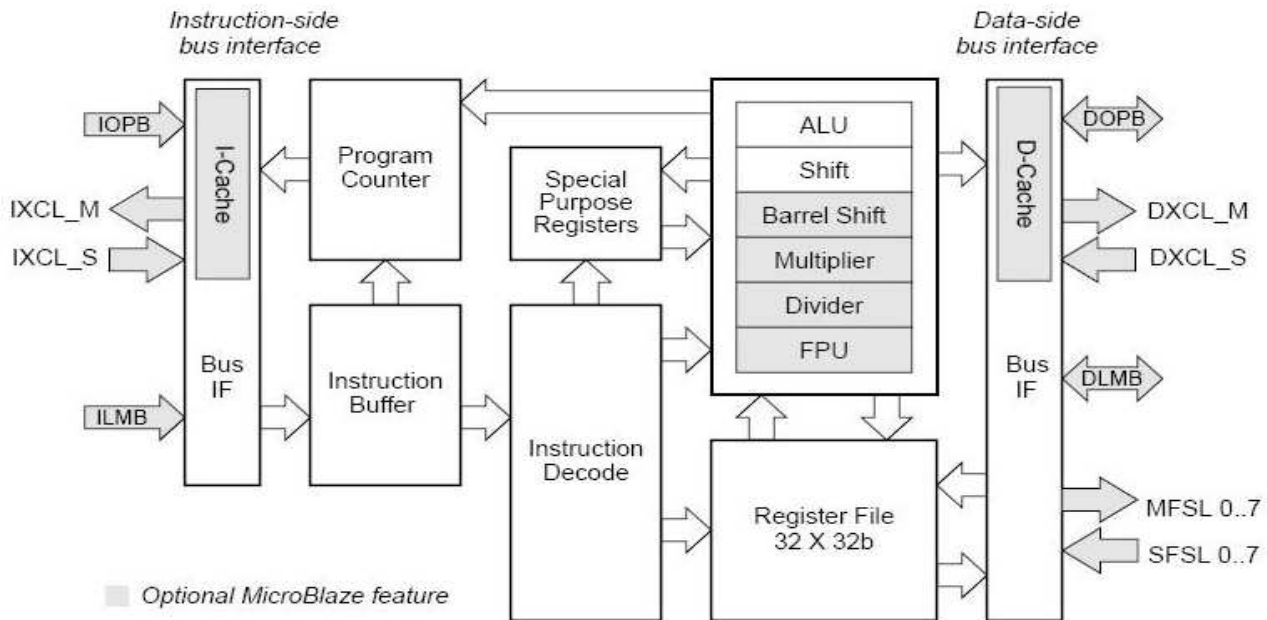 Instruction-side
bus interface
Data-side
bus interface
IOPB
I-Cache
IXCL_M
IXCL_S
Bus
IF
ILMB
Program
Counter
Instruction
Buffer
Special
Purpose
Registers
Instruction
Decode
ALU
Shift
Barrel Shift
Multiplier
Divider
FPU
Register File
32 X 32b
D-Cache
Bus
IF
DOPB
DXCL_M
DXCL_S
DLMB
MFSL 0..7
SFSL 0..7
Optional MicroBlaze feature